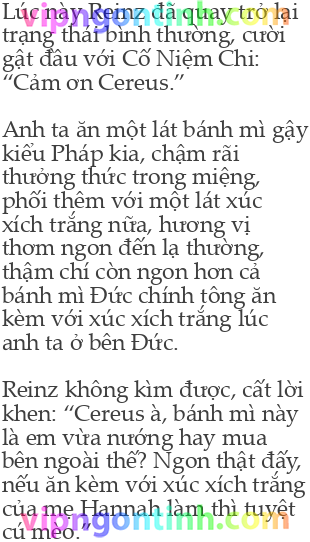 Lúc này Reinz đã quay trở lại
trạng thái bình thường, cười
gật đầu với Cố Niệm Chi:
“Cảm ơn Cereus.”
Anh ta ăn một lát bánh mì gậy
kiểu Pháp kia, chậm rãi
thưởng thức trong miệng,
phối thêm với một lát xúc
xích trắng nữa, hương vị
thơm ngon đến lạ thường,
thậm chí còn ngon hơn cả
bánh mì Đức chính tông ăn
kèm với xúc xích trắng lúc
anh ta ở bên Đức.
Reinz không kìm được, cất lời
khen: “Cereus à, bánh mì này
là em vừa nướng hay mua
bên ngoài thế? Ngon thật đấy,
nếu ăn kèm với xúc xích trắng
của mẹ Hannah làm thì tuyệt
cú mèo.”
vipngontinh.com
vipngontinh.com